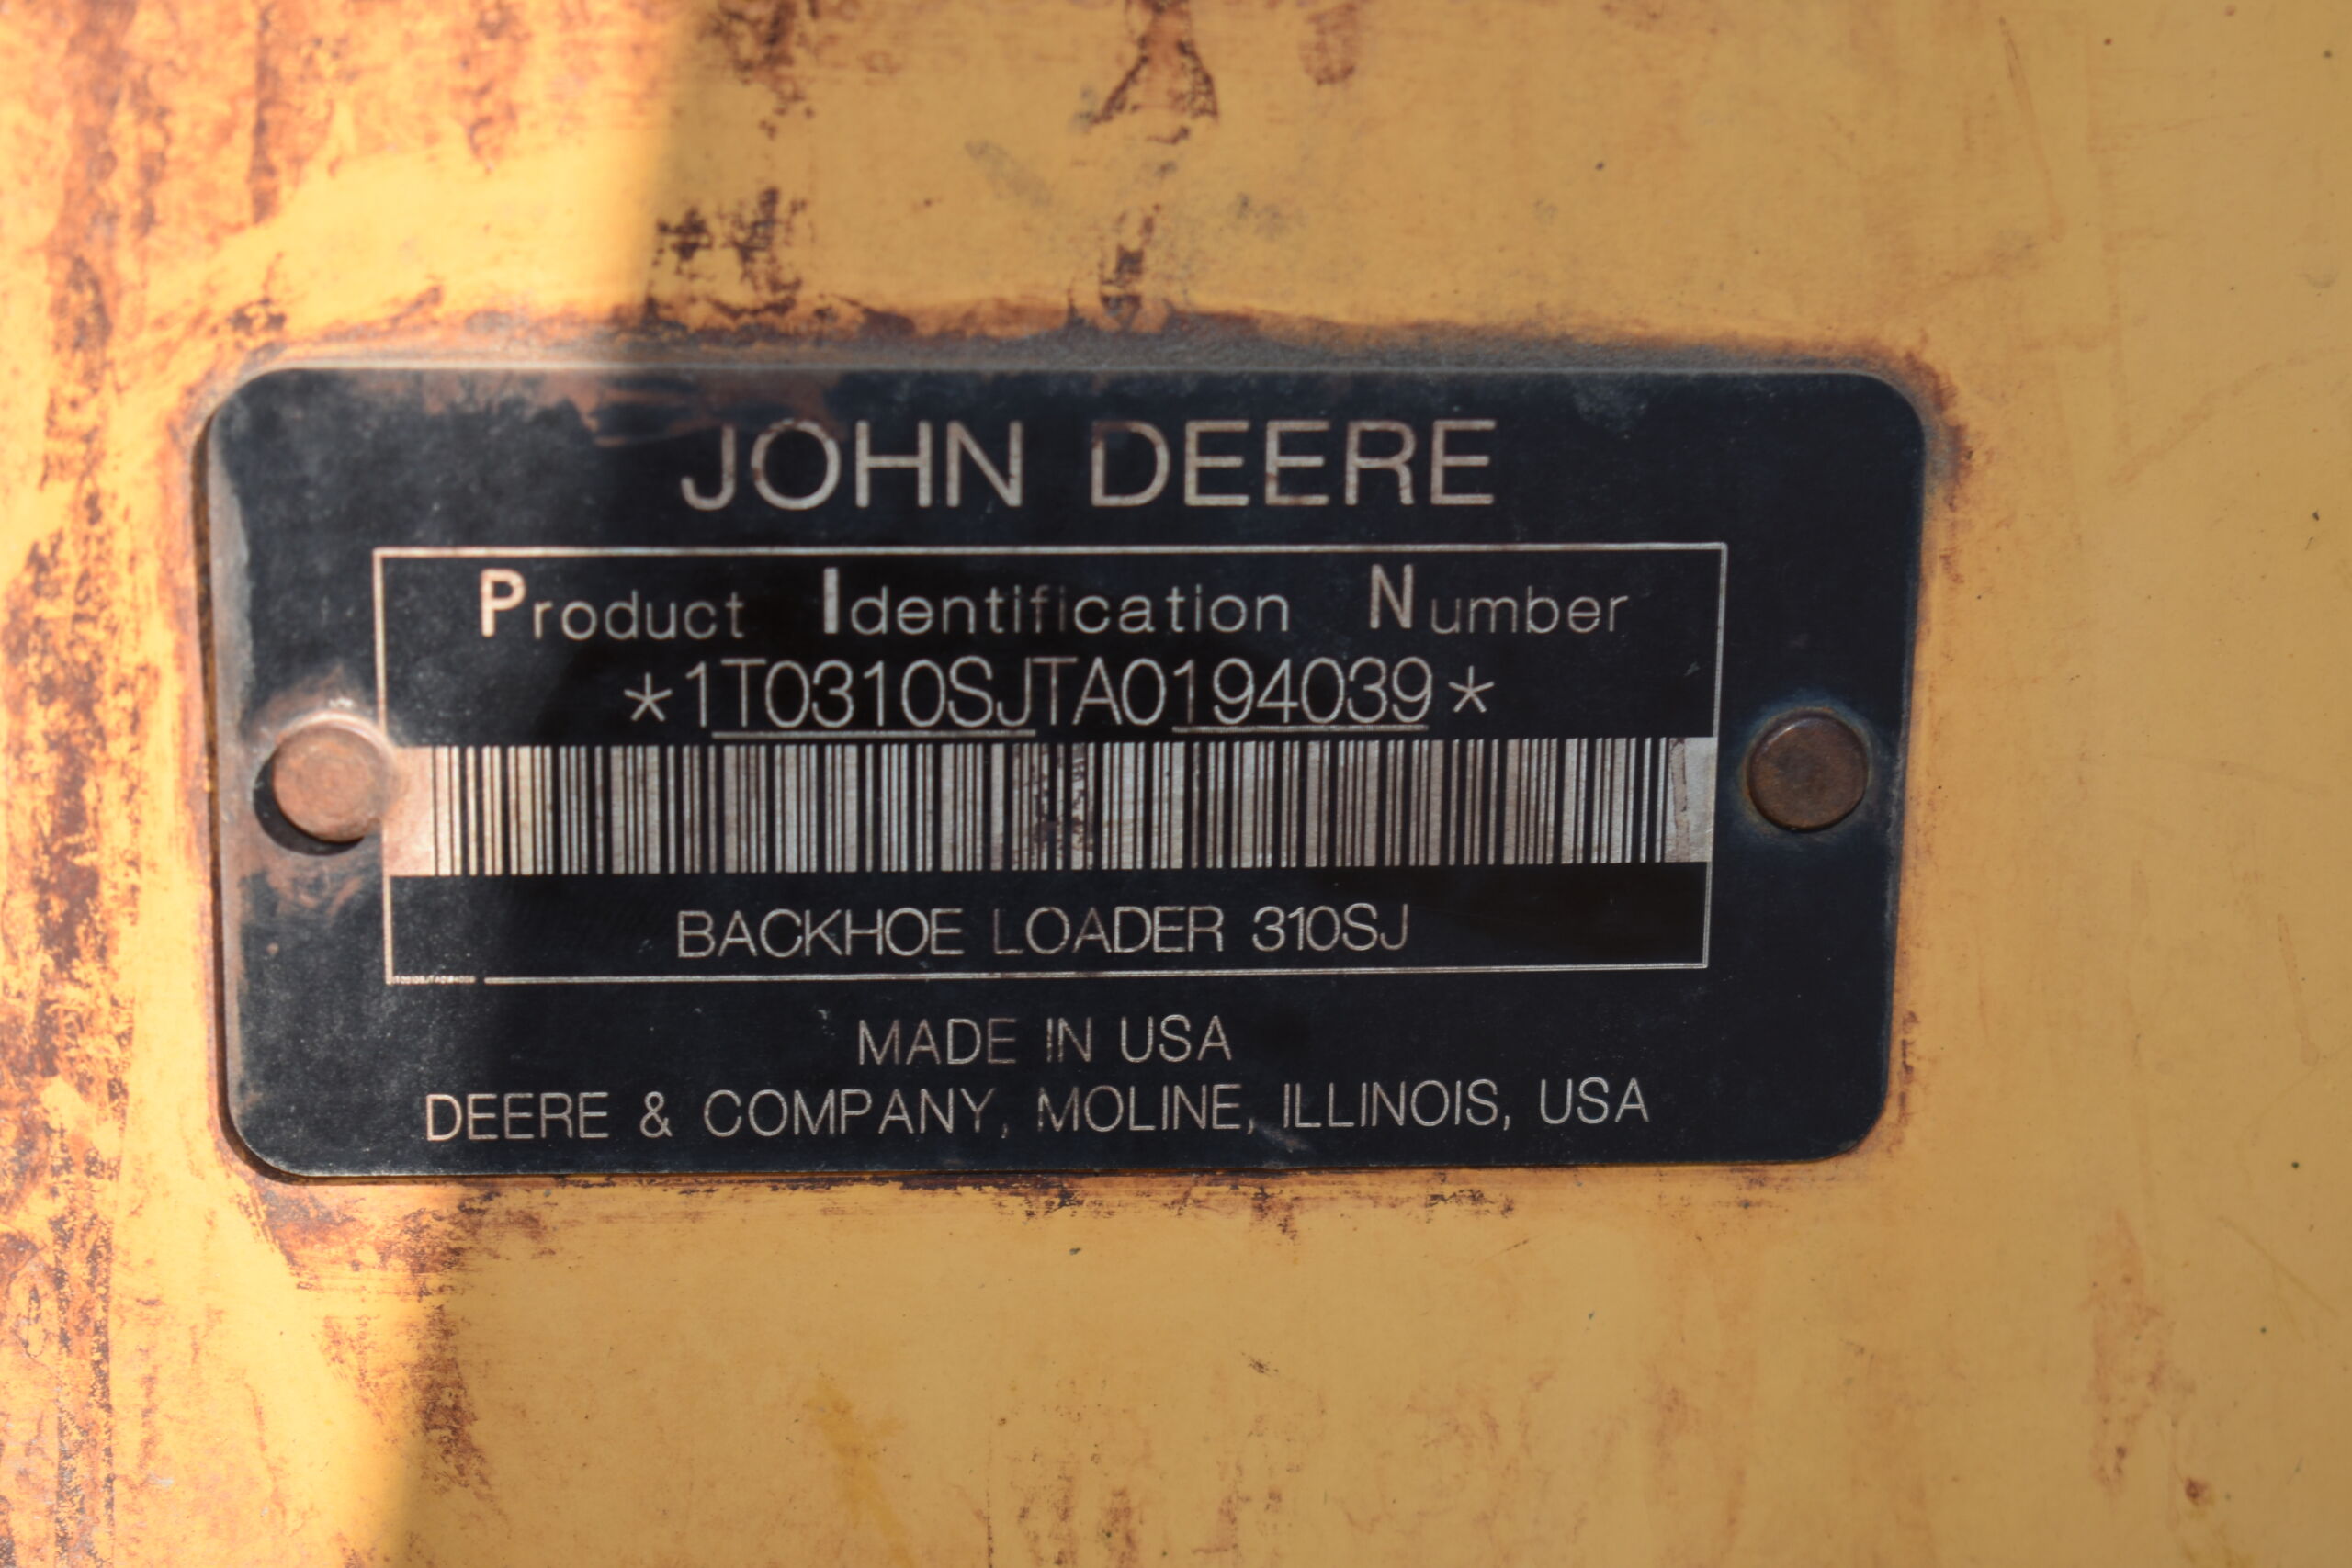 JOHN DEERE
Product Identification Number
*1T0310SJTA0194039*
BACKHOE LOADER 310SJ
MADE IN USA
DEERE & COMPANY, MOLINE, ILLINOIS, USA